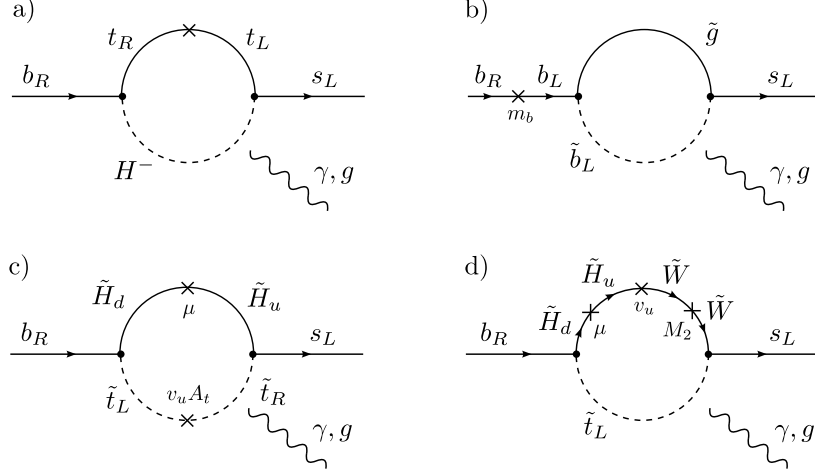 a)
t_R t_L
b_R s_L
H^- γ, g
b)
g̃
b_R b_L s_L
m_b
b̃_L γ, g
c)
H̃_d H̃_u
μ
b_R s_L
t̃_L v_u A_t t̃_R
γ, g
d)
H̃_u W̃
H̃_d v_u W̃
μ M_2
b_R s_L
t̃_L γ, g